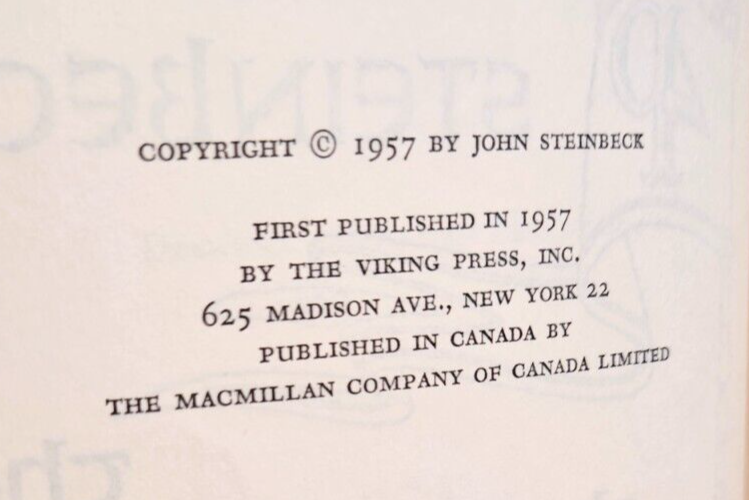 COPYRIGHT © 1957 BY JOHN STEINBECK
FIRST PUBLISHED IN 1957
BY THE VIKING PRESS, INC.
625 MADISON AVE., NEW YORK 22
PUBLISHED IN CANADA BY
THE MACMILLAN COMPANY OF CANADA LIMITED